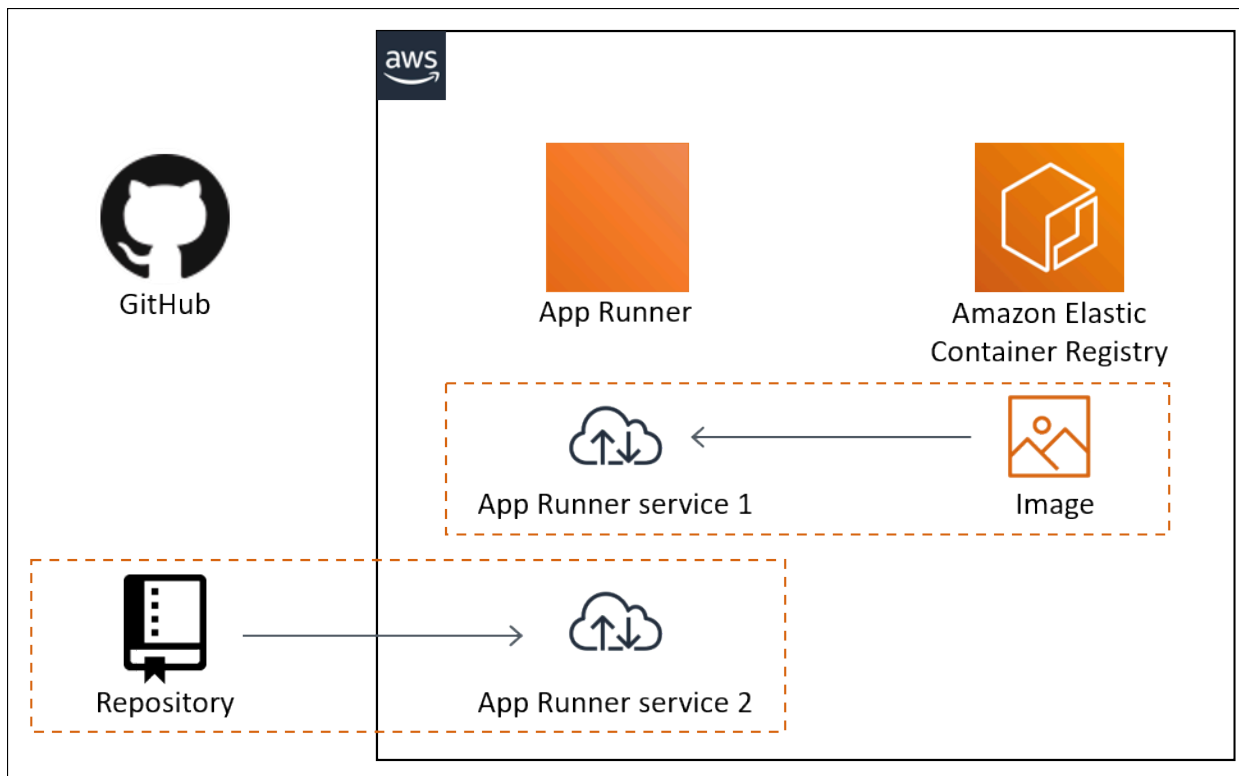 aws
GitHub
App Runner
Amazon Elastic
Container Registry
App Runner service 1
Image
Repository
App Runner service 2